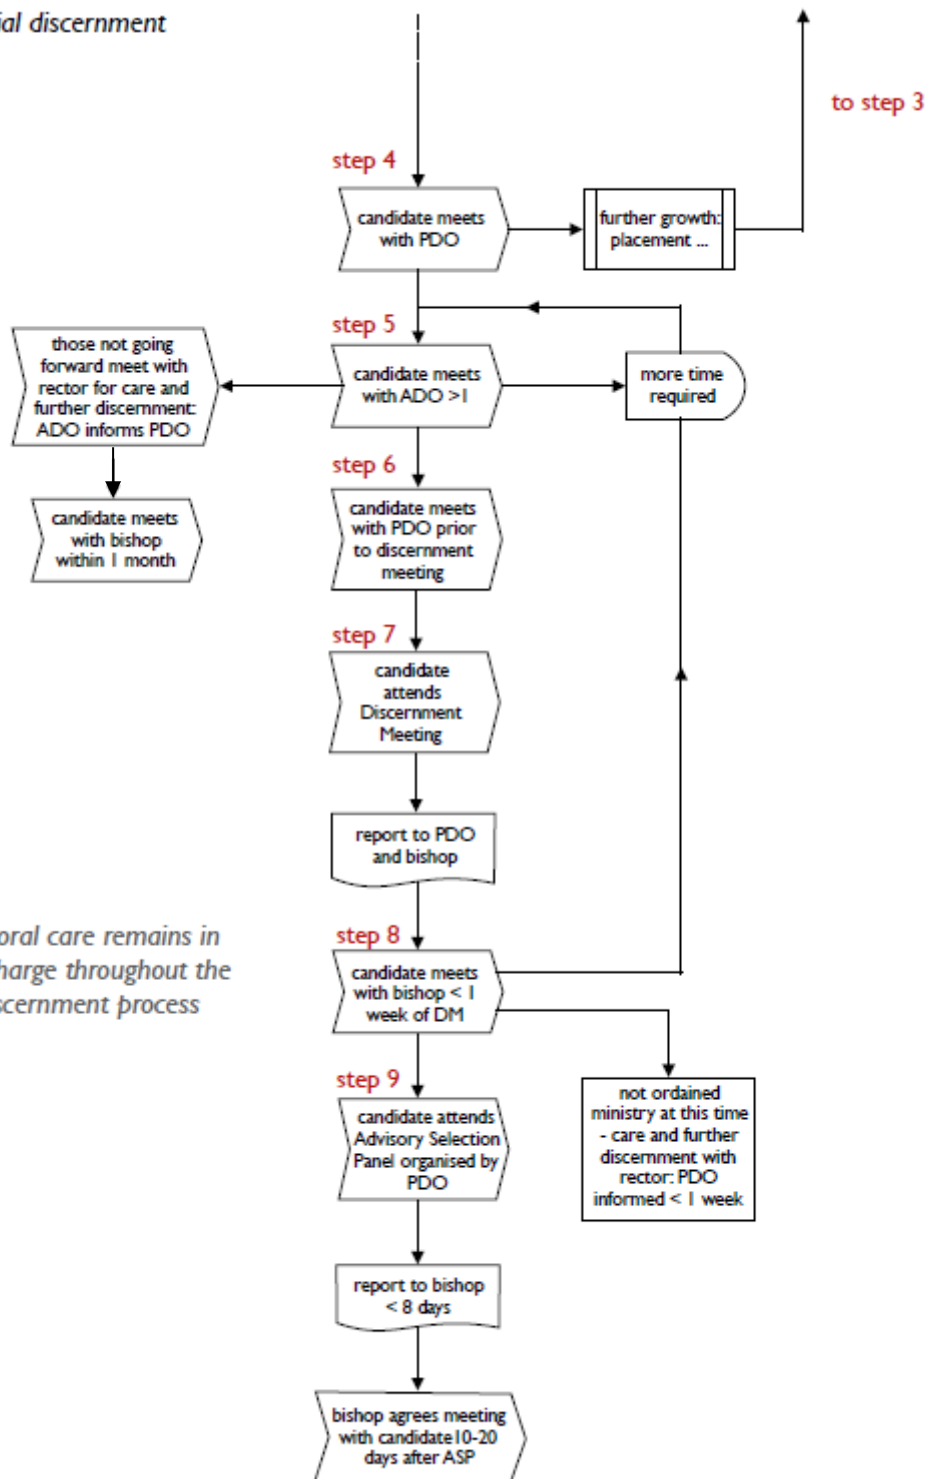 ial discernment
to step 3
step 4
candidate meets
with PDO
further growth:
placement ...
step 5
those not going
forward meet with
rector for care and
further discernment:
ADO informs PDO
candidate meets
with ADO >1
more time
required
step 6
candidate meets
with bishop
within 1 month
candidate meets
with PDO prior
to discernment
meeting
step 7
candidate
attends
Discernment
Meeting
report to PDO
and bishop
oral care remains in
harge throughout the
scernment process
step 8
candidate meets
with bishop < 1
week of DM
step 9
candidate attends
Advisory Selection
Panel organised by
PDO
not ordained
ministry at this time
- care and further
discernment with
rector: PDO
informed < 1 week
report to bishop
< 8 days
bishop agrees meeting
with candidate10-20
days after ASP